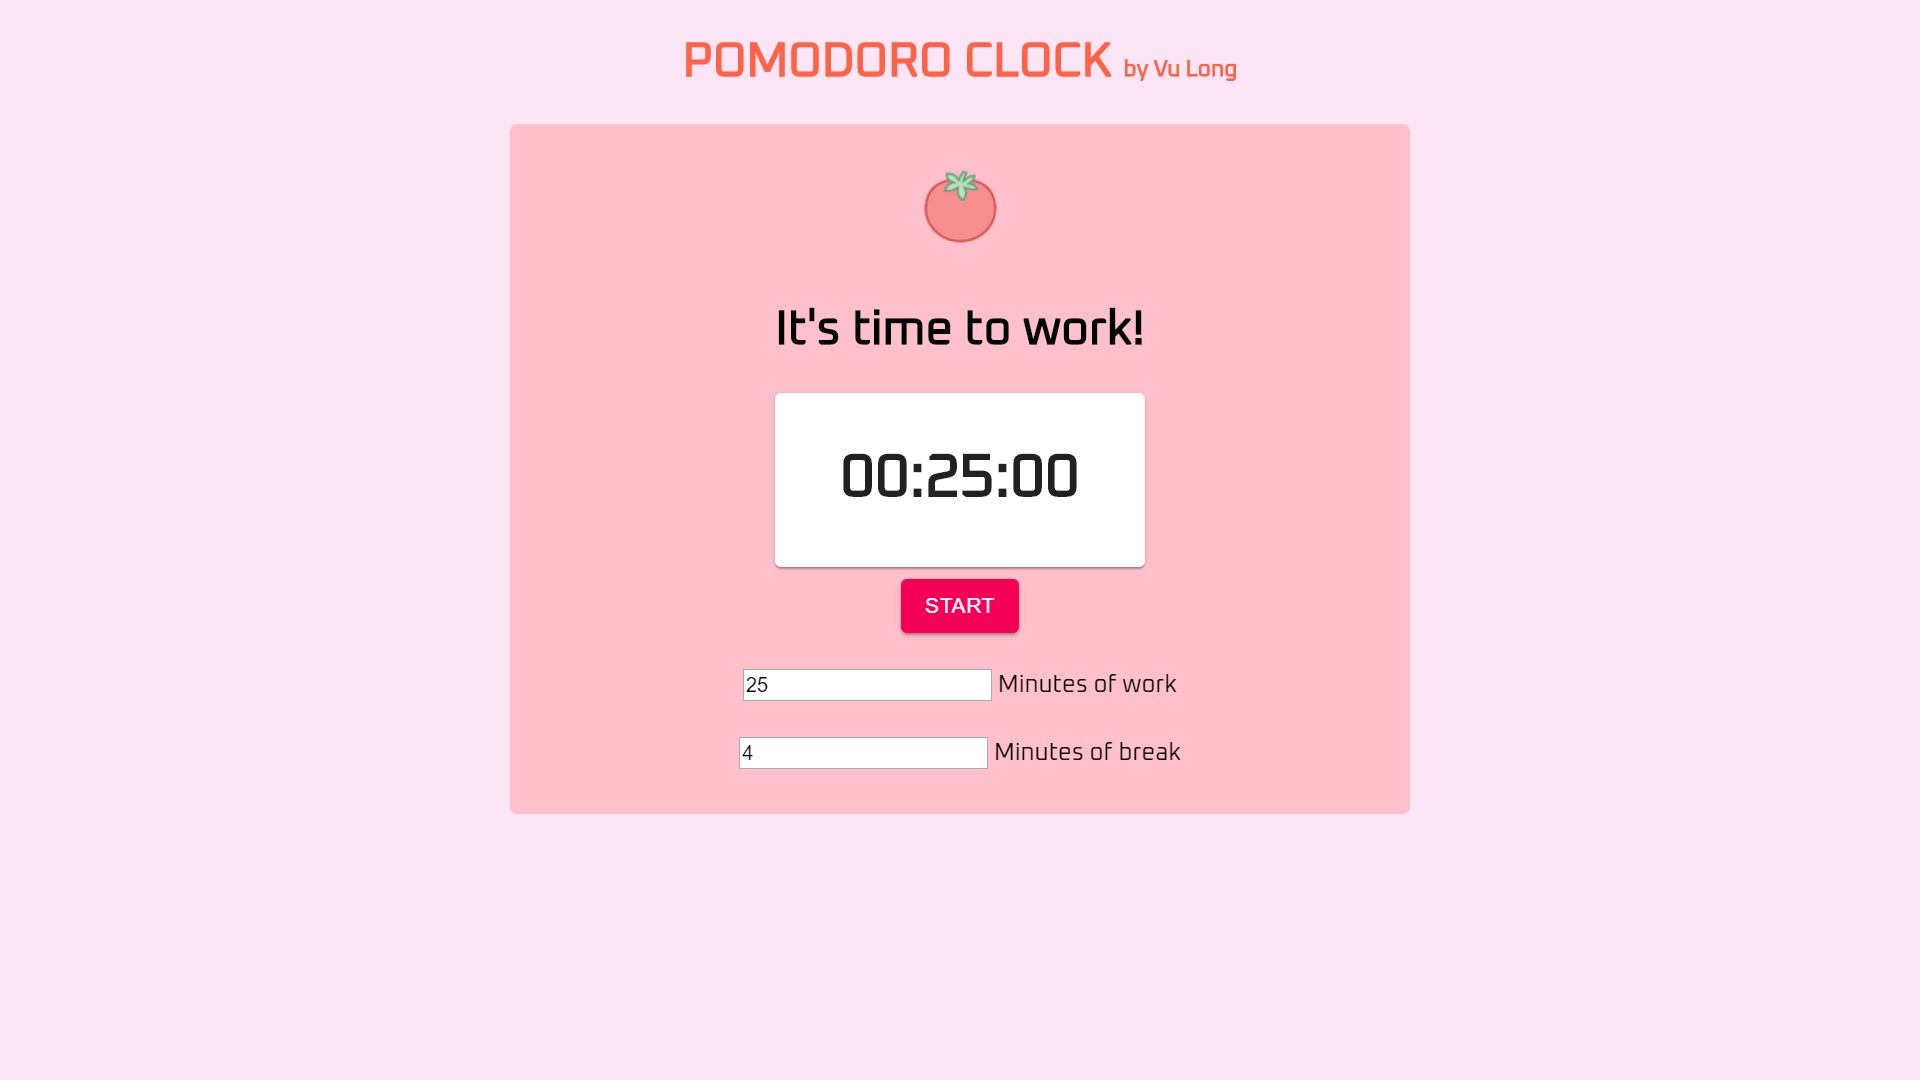 POMODORO CLOCK by Vu Long
It's time to work!
00:25:00
START
25 Minutes of work
4 Minutes of break